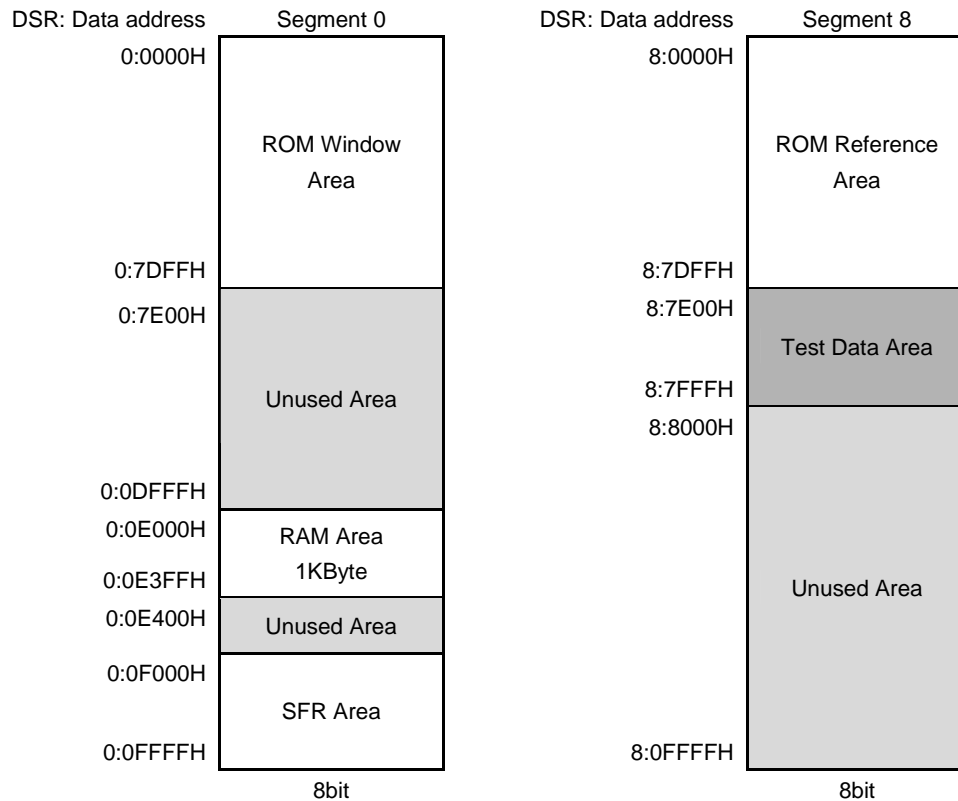 DSR: Data address Segment 0
0:0000H
ROM Window
Area
0:7DFFH
0:7E00H
Unused Area
0:0DFFFH
0:0E000H
RAM Area
1KByte
0:0E3FFH
0:0E400H
Unused Area
0:0F000H
SFR Area
0:0FFFFH
8bit
DSR: Data address Segment 8
8:0000H
ROM Reference
Area
8:7DFFH
8:7E00H
Test Data Area
8:7FFFH
8:8000H
Unused Area
8:0FFFFH
8bit